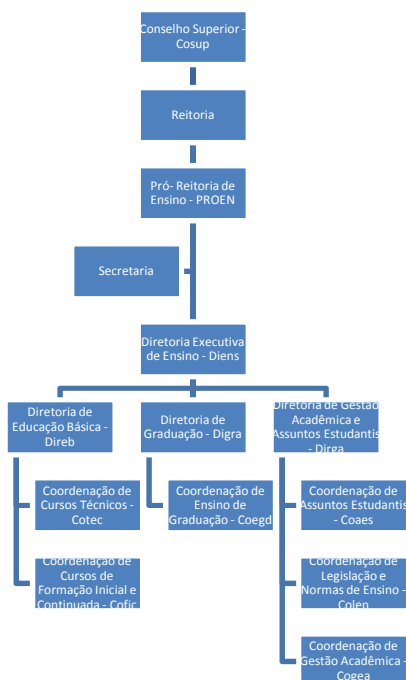 Conselho Superior -
Cosup
Reitoria
Pró- Reitoria de
Ensino - PROEN
Secretaria
Diretoria Executiva
de Ensino - Diens
Diretoria de
Educação Básica -
Direb
Diretoria de
Graduação - Digra
Diretoria de Gestão
Acadêmica e
Assuntos Estudantis
- Dirga
Coordenação de
Cursos Técnicos -
Cotec
Coordenação de
Ensino de
Graduação - Coegd
Coordenação de
Assuntos Estudantis
- Coaes
Coordenação de
Cursos de
Formação Inicial e
Continuada - Cofic
Coordenação de
Legislação e
Normas de Ensino -
Colen
Coordenação de
Gestão Acadêmica -
Cogea